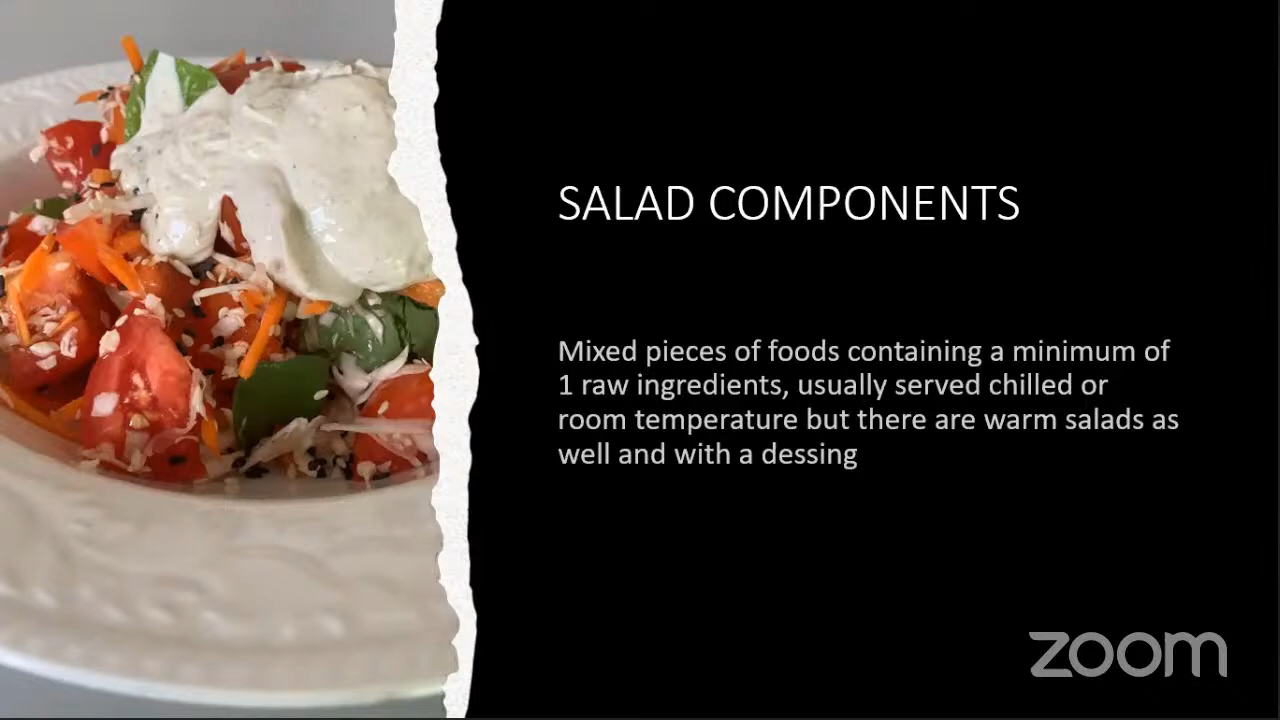 SALAD COMPONENTS
Mixed pieces of foods containing a minimum of
1 raw ingredients, usually served chilled or
room temperature but there are warm salads as
well and with a dessing
zoom